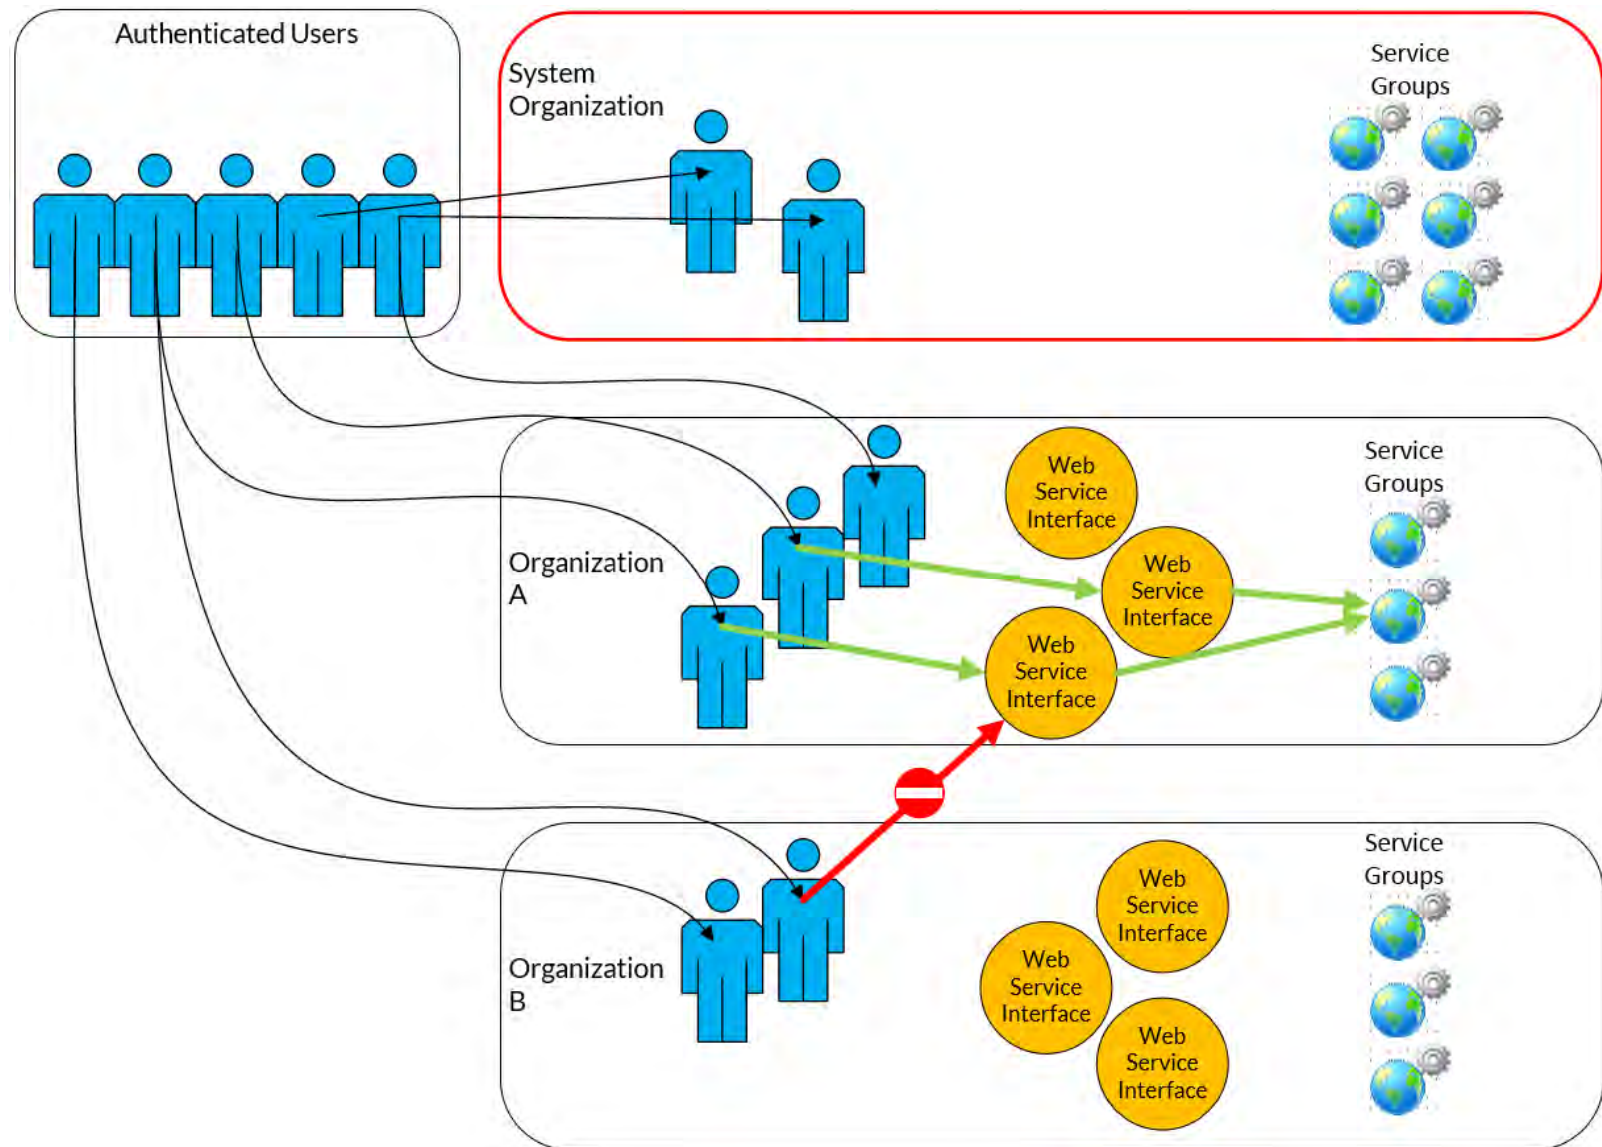 Authenticated Users
System
Organization
Service
Groups
Organization
A
Web
Service
Interface
Web
Service
Interface
Web
Service
Interface
Service
Groups
Organization
B
Web
Service
Interface
Web
Service
Interface
Web
Service
Interface
Service
Groups